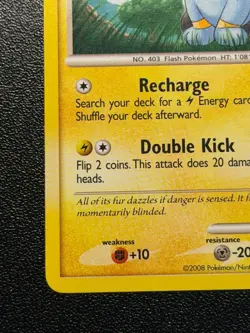 NO. 403 Flash Pokémon HT: 1'08
Recharge
Search your deck for a Energy card
Shuffle your deck afterward.
Double Kick
Flip 2 coins. This attack does 20 dama
heads.
All of its fur dazzles if danger is sensed. It
momentarily blinded.
weakness
resistance
+10
-20
©2008 Pokémon/Nin